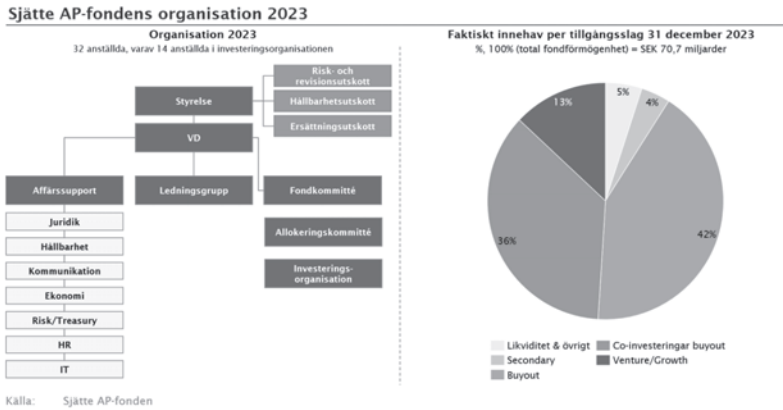 Sjätte AP-fondens organisation 2023
Organisation 2023
32 anställda, varav 14 anställda i investeringsorganisationen
Risk- och
revisionsutskott
Styrelse
Hållbarhetsutskott
Ersättningsutskott
VD
Affärssupport
Ledningsgrupp
Fondkommitté
Juridik
Allokeringskommitté
Hållbarhet
Kommunikation
Investerings-
organisation
Ekonomi
Risk/Treasury
HR
IT
Faktiskt innehav per tillgångsslag 31 december 2023
%, 100% (total fondförmögenhet) = SEK 70,7 miljarder
5%
4%
13%
36%
42%
Likviditet & övrigt
Co-investeringar buyout
Secondary
Venture/Growth
Buyout
Källa: Sjätte AP-fonden